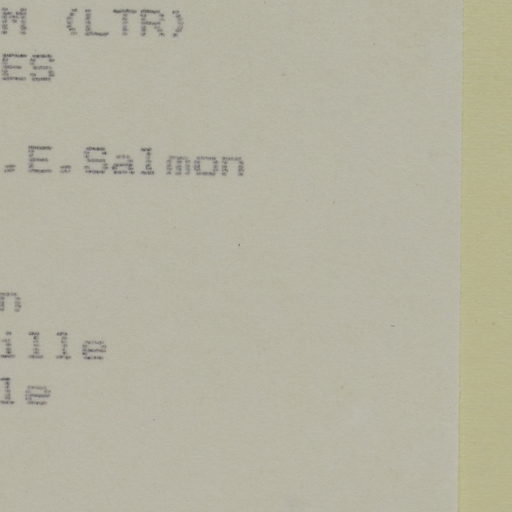 M (LTR)
ES
.E.Salmon
n
ille
le